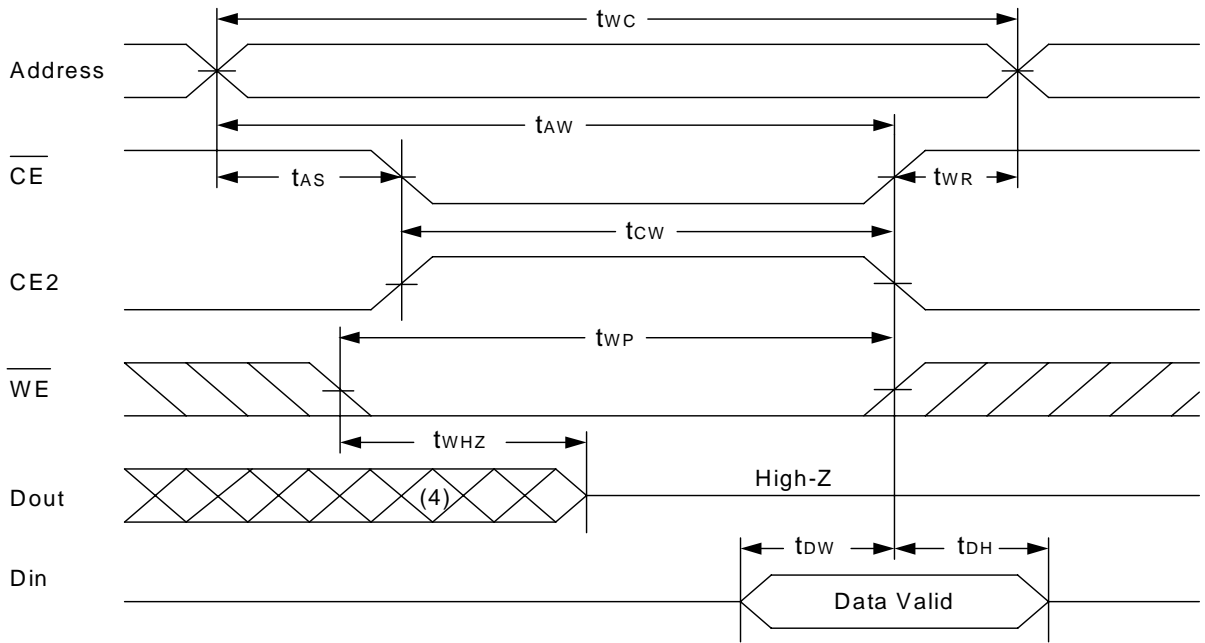 tWC
Address
tAW
CE
tAS
tWR
tCW
CE2
tWP
WE
tWHZ
Dout
(4)
High-Z
tDW
tDH
Din
Data Valid